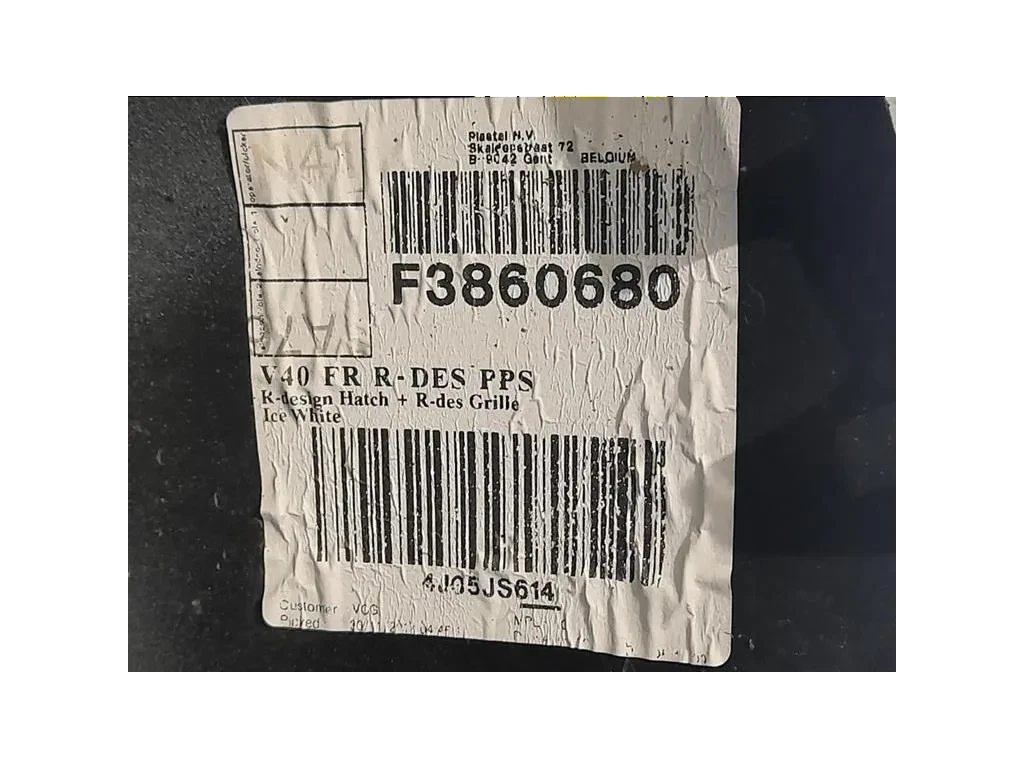 Plastal N.V.
Skaldenstraat 72
B-9042 Gent BELGIUM
F3860680
V40 FR R-DES PPS
R-design Hatch + R-des Grille
Ice White
4J05JS614
Customer VCG
Picked